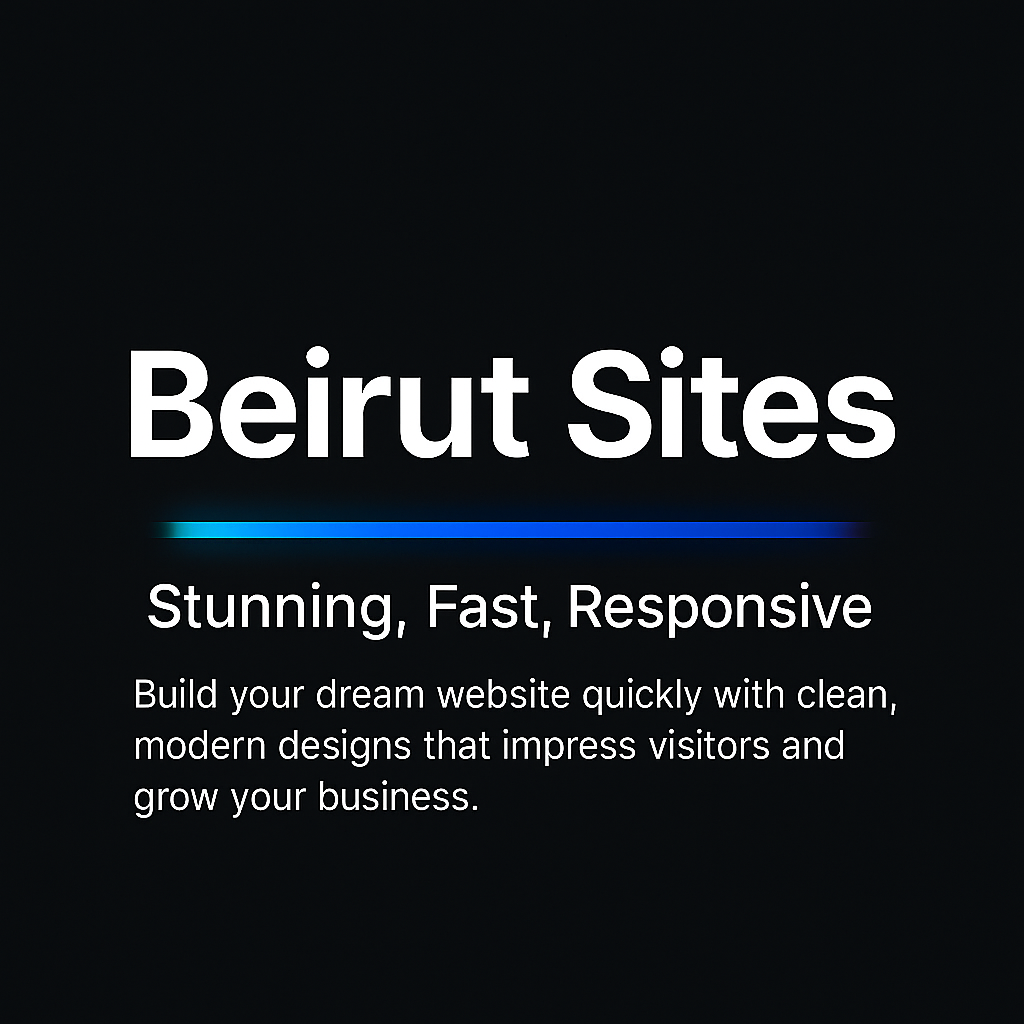 Beirut Sites
Stunning, Fast, Responsive
Build your dream website quickly with clean,
modern designs that impress visitors and
grow your business.